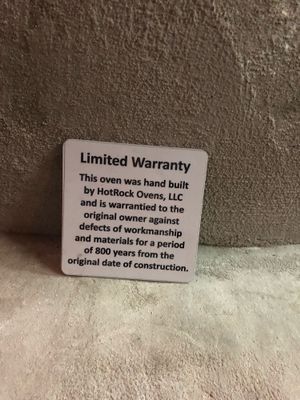 Limited Warranty
This oven was hand built
by HotRock Ovens, LLC
and is warrantied to the
original owner against
defects of workmanship
and materials for a period
of 800 years from the
original date of construction.